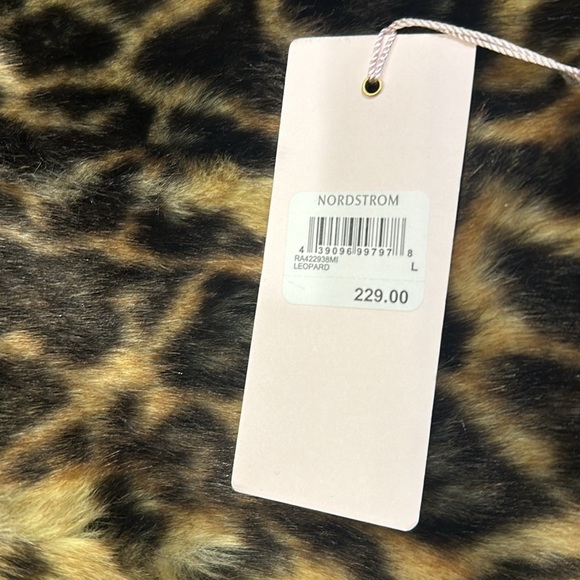 NORDSTROM
4 39096 99797 8
RA422938MI
LEOPARD L
229.00